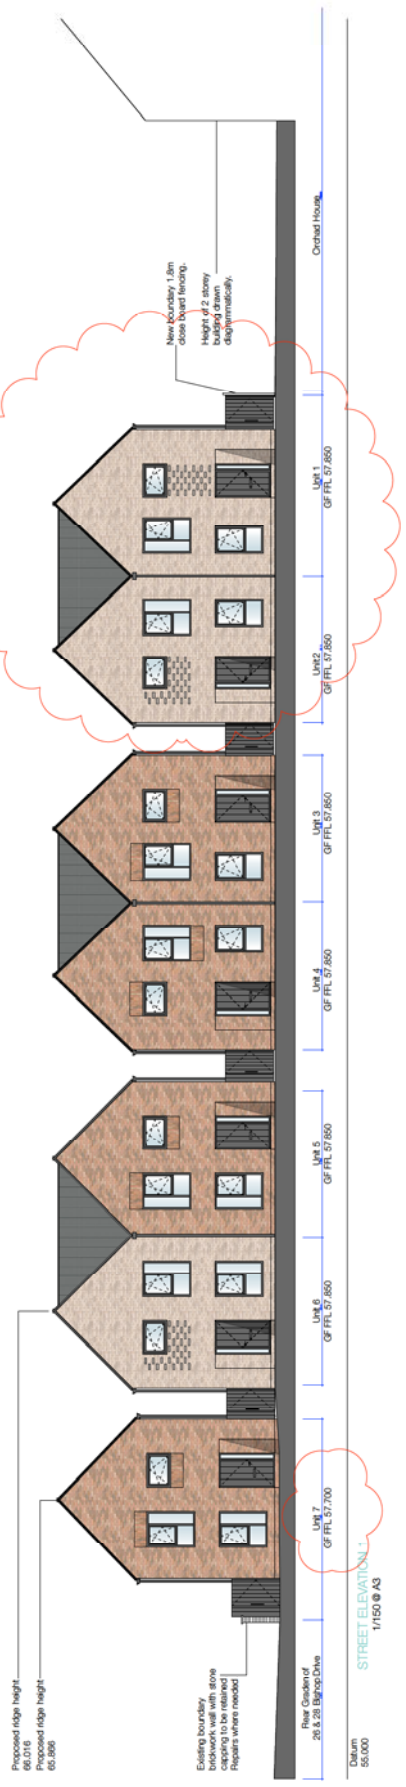 Proposed ridge height
66.016
Proposed ridge height
65.866
Existing boundary
brickwork wall with stone
capping to be retained
Repairs where needed
New boundary 1.8m
close board fencing.
Height of 2 storey
building drawn
diagrammatically.
Rear Graden of
26 & 28 Bishop Drive
Unit 7
GF FFL 57.700
Unit 6
GF FFL 57.850
Unit 5
GF FFL 57.850
Unit 4
GF FFL 57.850
Unit 3
GF FFL 57.850
Unit2
GF FFL 57.850
Unit 1
GF FFL 57.850
Orchad House
Datum
55.000
STREET ELEVATION 1
1/150 @ A3